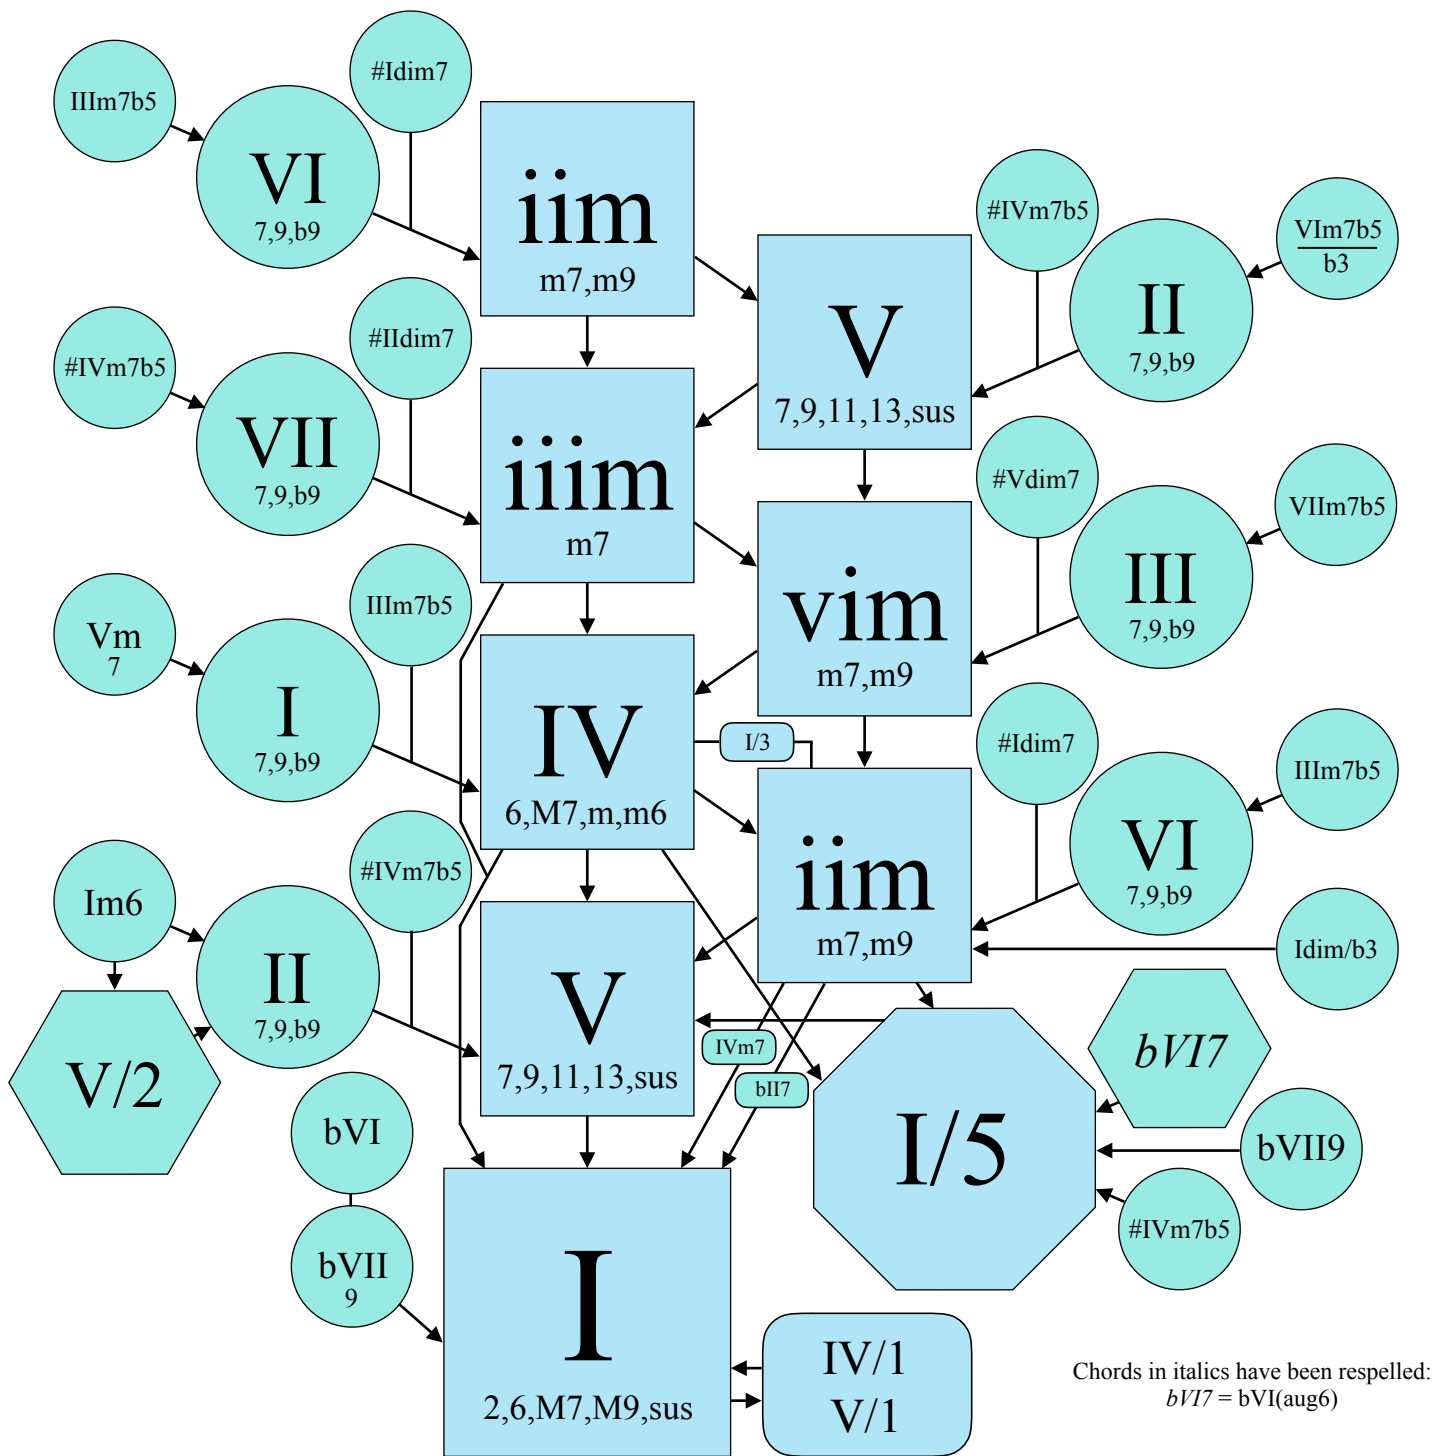 #Idim7
IIIm7b5
VI
7,9,b9
iim
m7,m9
#IVm7b5
VIm7b5
b3
II
7,9,b9
#IIdim7
#IVm7b5
V
7,9,11,13,sus
VII
7,9,b9
iiim
m7
#Vdim7
VIIm7b5
III
7,9,b9
IIIm7b5
Vm
7
vim
m7,m9
I
7,9,b9
IV
6,M7,m,m6
I/3
#Idim7
IIIm7b5
VI
7,9,b9
#IVm7b5
Im6
iim
m7,m9
Idim/b3
II
7,9,b9
V
7,9,11,13,sus
IVm7
bII7
bVI7
V/2
bVI
I/5
bVII9
#IVm7b5
bVII
9
I
2,6,M7,M9,sus
IV/1
V/1
Chords in italics have been respelled:
bVI7 = bVI(aug6)